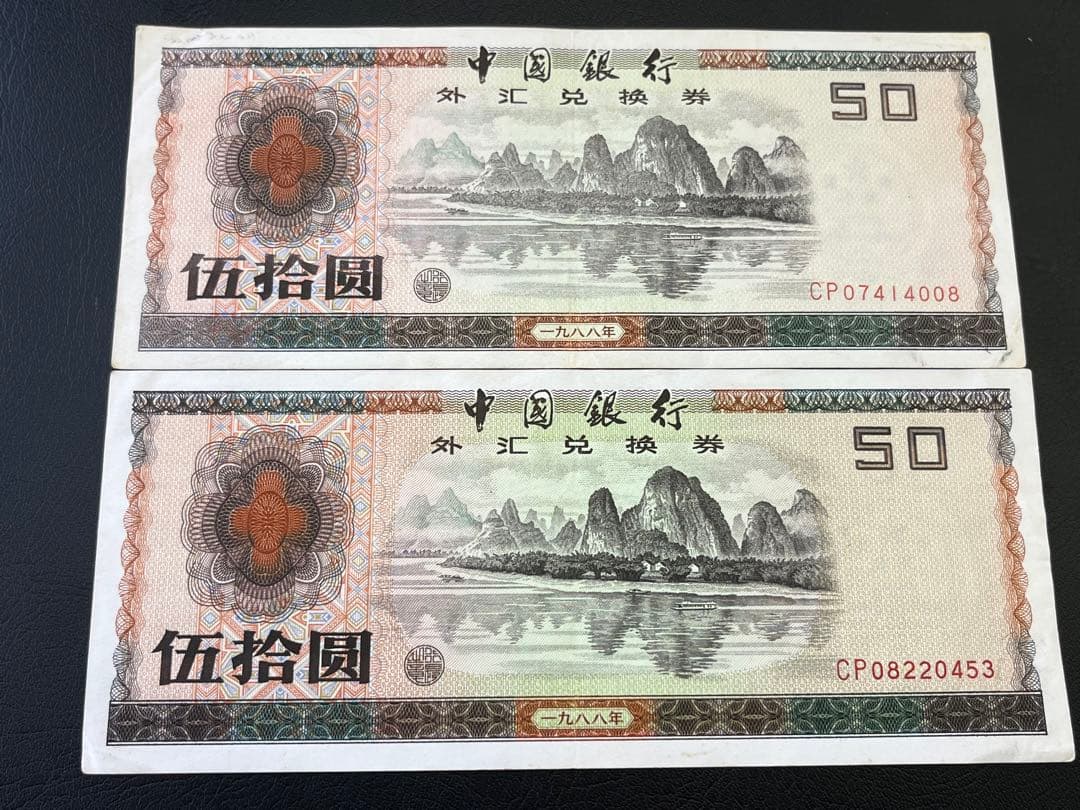 中國銀行
外汇兑换券
50
伍拾圆
CP07414008
一九八八年
中國銀行
外汇兑换券
50
伍拾圆
CP08220453
一九八八年